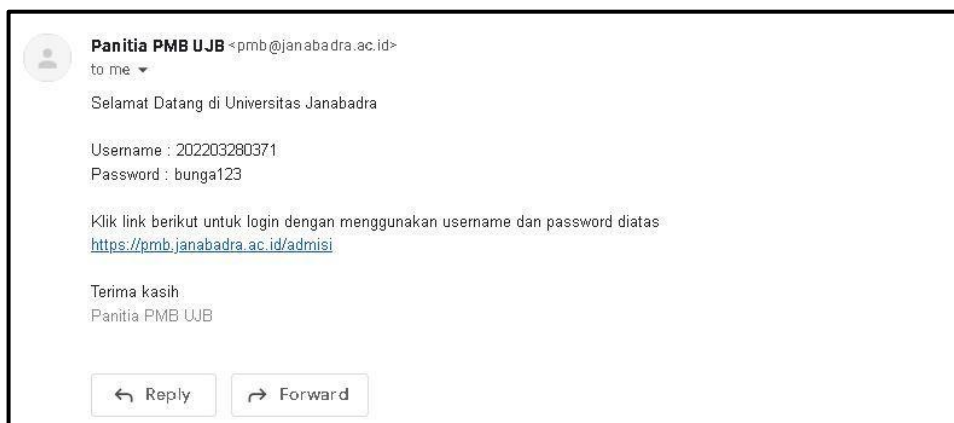 Panitia PMB UJB <pmb@janabadra.ac.id>
to me
Selamat Datang di Universitas Janabadra
Username : 202203280371
Password : bunga123
Klik link berikut untuk login dengan menggunakan username dan password diatas
https://pmb.janabadra.ac.id/admisi
Terima kasih
Panitia PMB UJB
Reply Forward